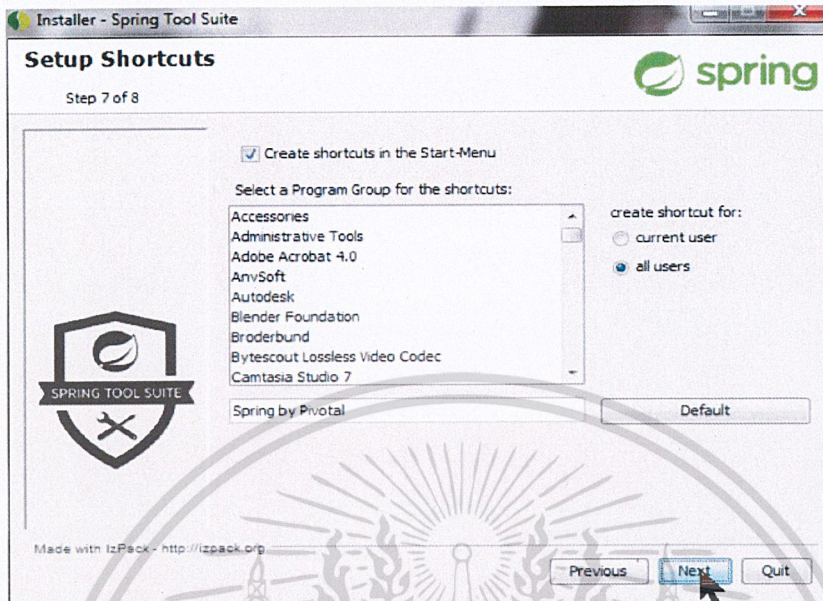 Installer - Spring Tool Suite
Setup Shortcuts
spring
Step 7 of 8
Create shortcuts in the Start-Menu
Select a Program Group for the shortcuts:
Accessories
Administrative Tools
Adobe Acrobat 4.0
AnvSoft
Autodesk
Blender Foundation
Broderbund
Bytescout Lossless Video Codec
Camtasia Studio 7
create shortcut for:
current user
all users
SPRING TOOL SUITE
Spring by Pivotal
Default
Made with IzPack - http://izpack.org
Previous
Next
Quit